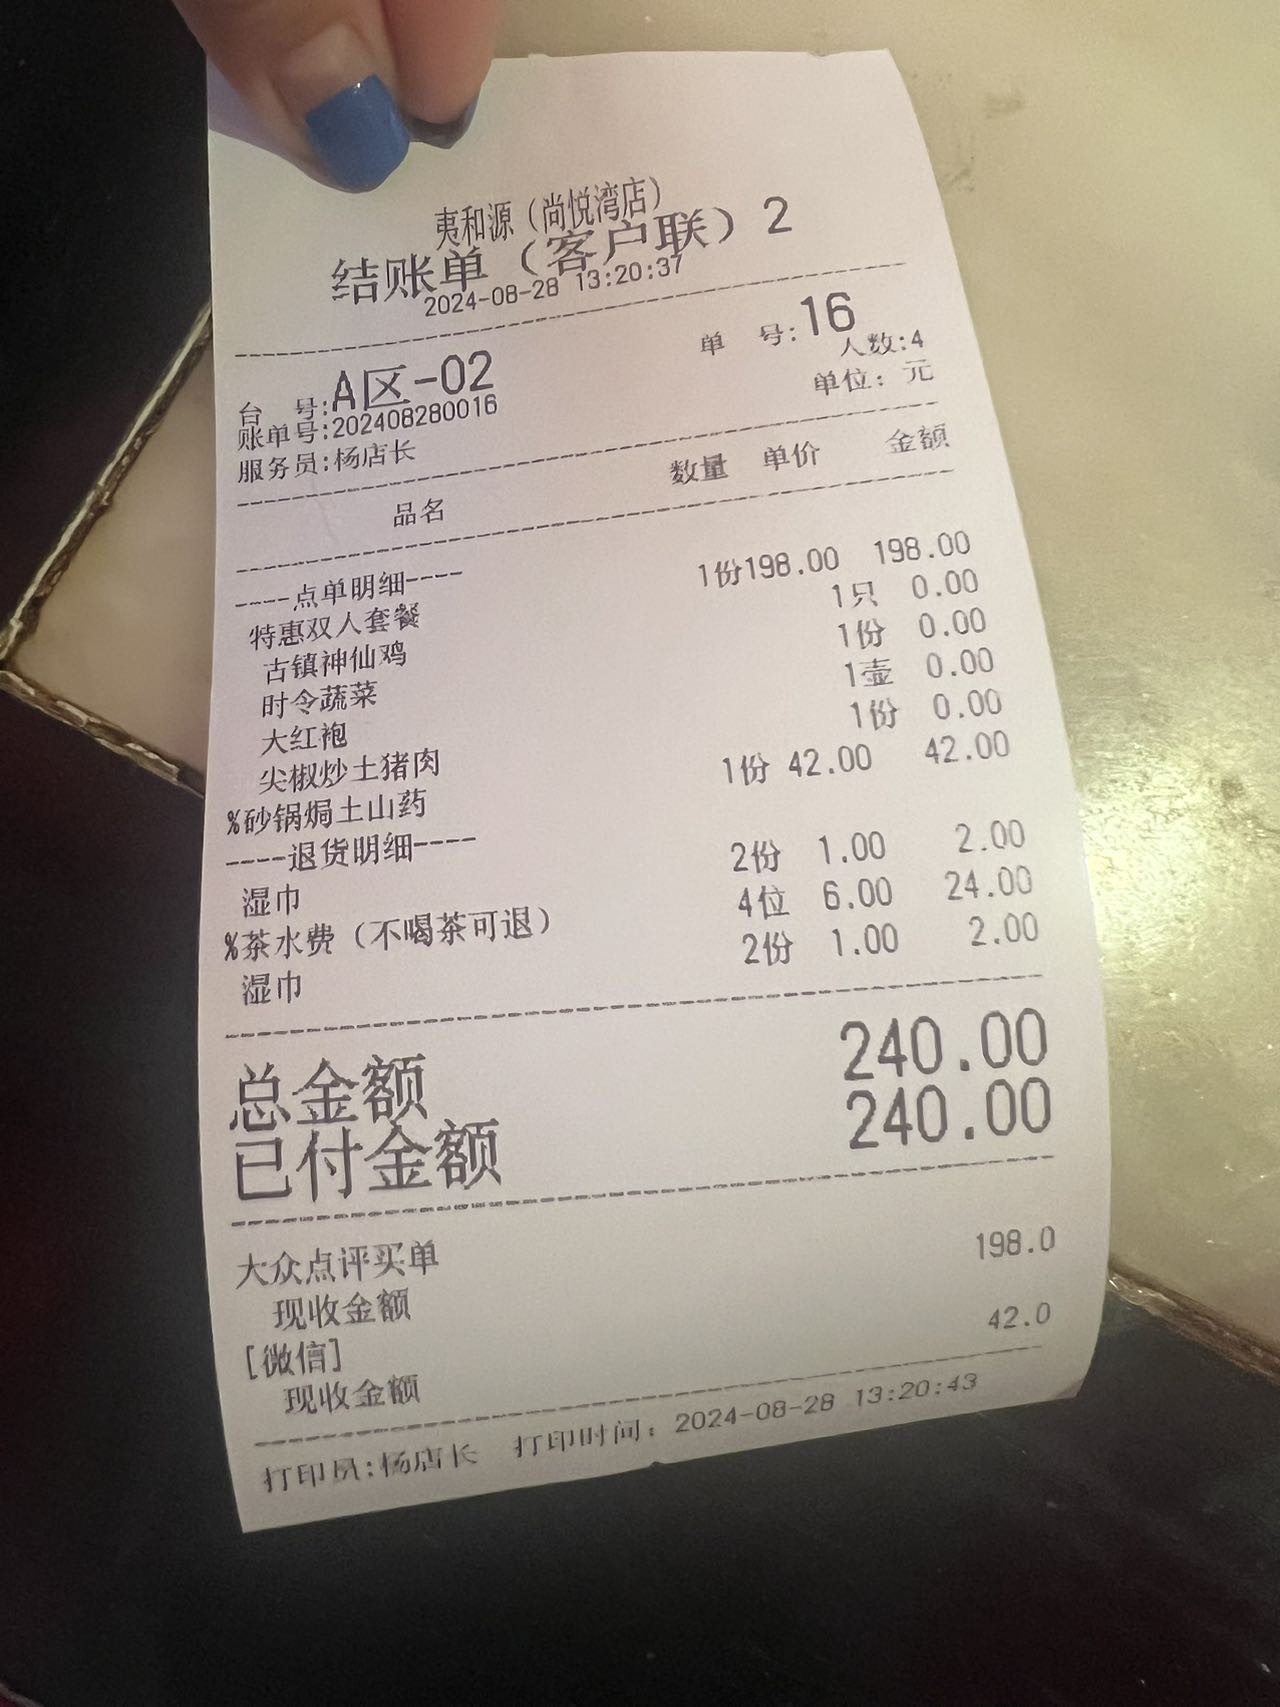 夷和源（尚悦湾店）
结账单（客户联）2
2024-08-28 13:20:37
单 号:16
台 号:A区-02 人数:4
账单号:202408280016 单位: 元
服务员:杨店长
品名 数量 单价 金额
----点单明细----
特惠双人套餐 1份198.00 198.00
古镇神仙鸡 1只 0.00
时令蔬菜 1份 0.00
大红袍 1壶 0.00
尖椒炒土猪肉 1份 0.00
%砂锅焗土山药 1份 42.00 42.00
----退货明细----
湿巾 2份 1.00 2.00
%茶水费（不喝茶可退） 4位 6.00 24.00
湿巾 2份 1.00 2.00
总金额 240.00
已付金额 240.00
大众点评买单
现收金额 198.0
[微信]
现收金额 42.0
打印员:杨店长 打印时间: 2024-08-28 13:20:43